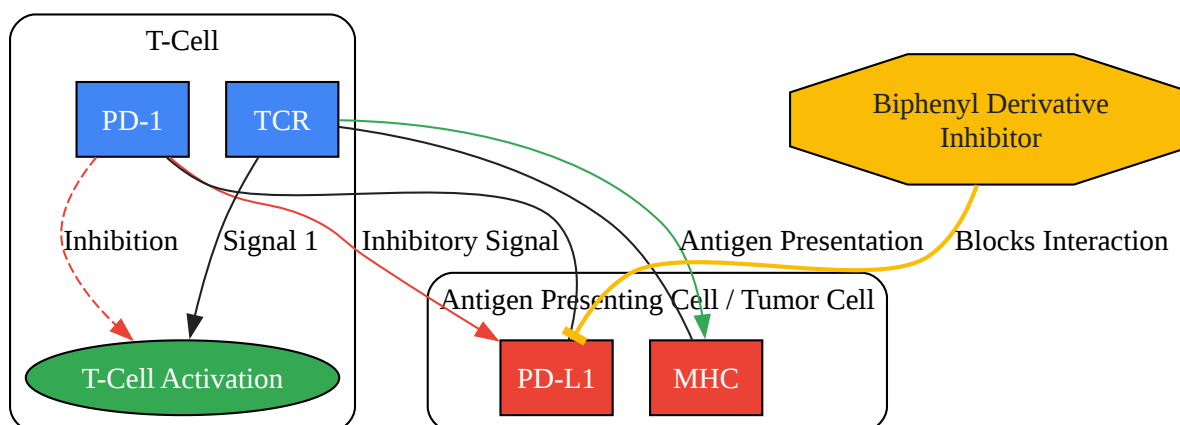 T-Cell
PD-1
TCR
Biphenyl Derivative
Inhibitor
Inhibition
Signal 1
Inhibitory Signal
Antigen Presentation
Blocks Interaction
Antigen Presenting Cell / Tumor Cell
T-Cell Activation
PD-L1
MHC